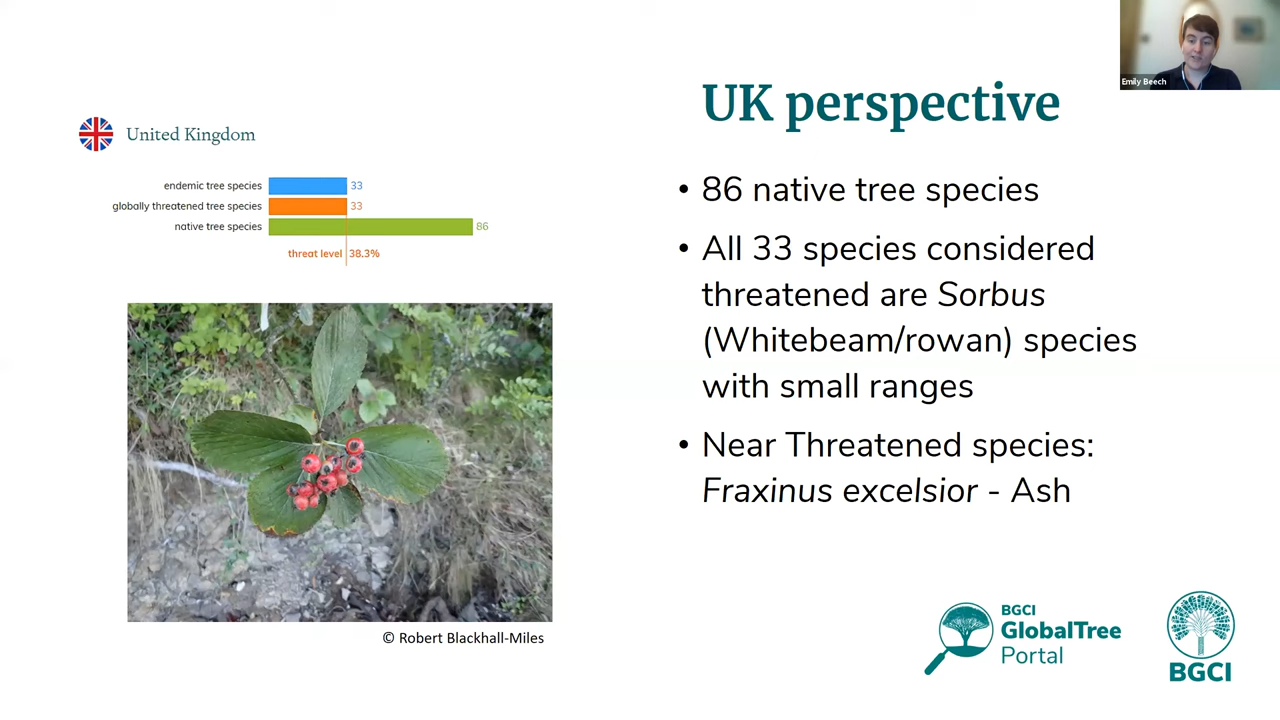 Emily Beech
UK perspective
United Kingdom
endemic tree species 33
globally threatened tree species 33
native tree species 86
threat level 38.3%
• 86 native tree species
• All 33 species considered
threatened are Sorbus
(Whitebeam/rowan) species
with small ranges
• Near Threatened species:
Fraxinus excelsior - Ash
© Robert Blackhall-Miles
BGCI
GlobalTree
Portal
BGCI